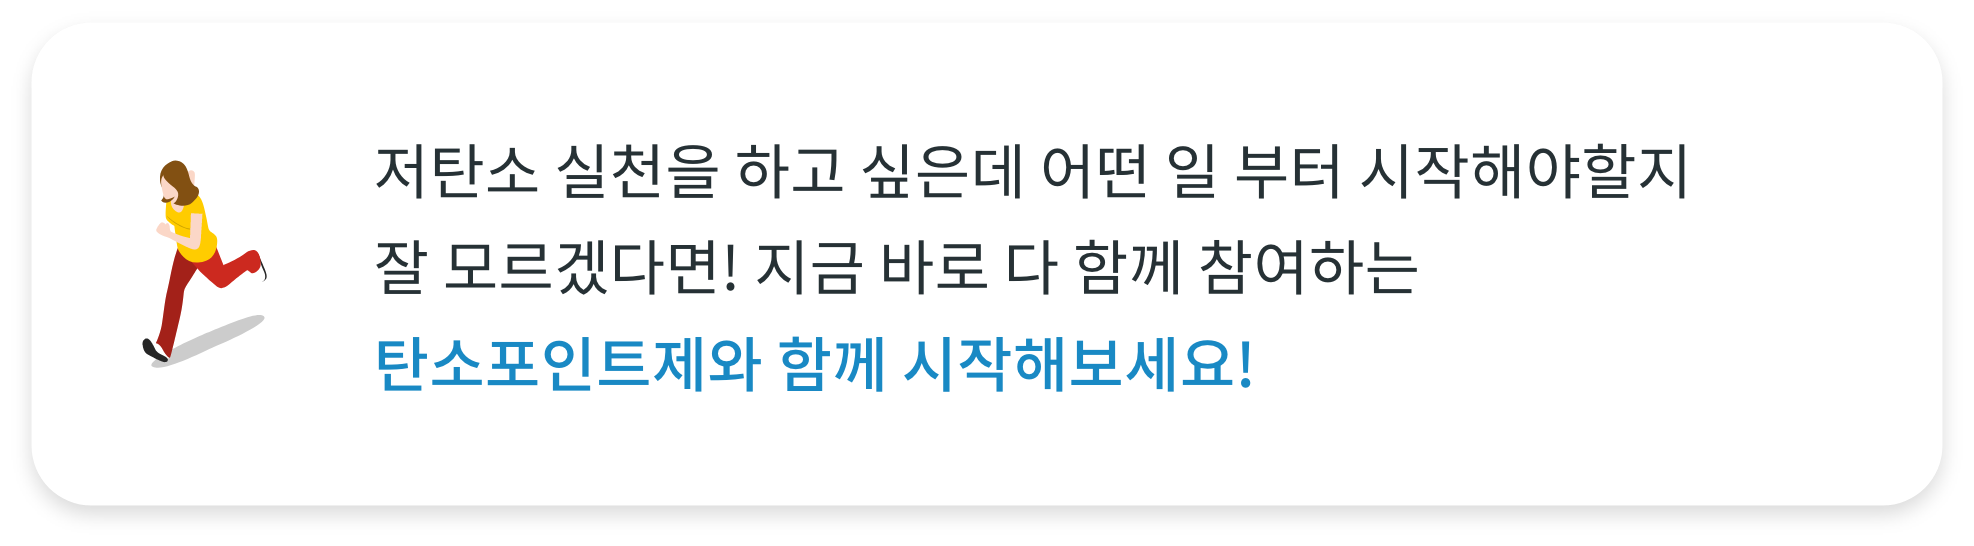 저탄소 실천을 하고 싶은데 어떤 일 부터 시작해야할지
잘 모르겠다면! 지금 바로 다 함께 참여하는
탄소포인트제와 함께 시작해보세요!